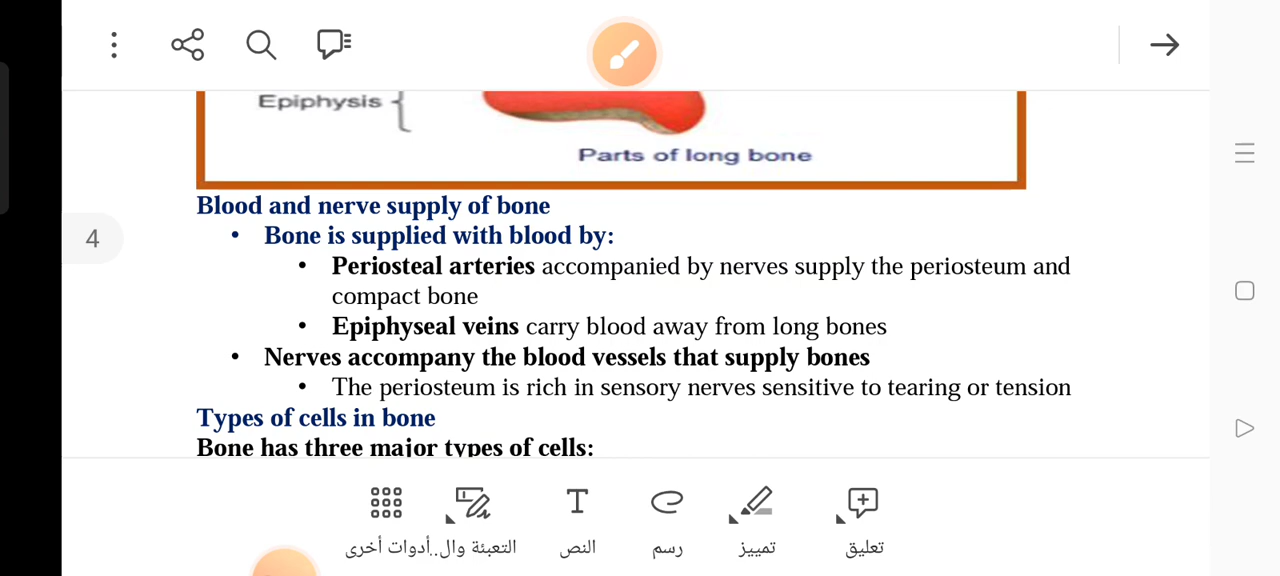 Epiphysis
Parts of long bone
Blood and nerve supply of bone
4
• Bone is supplied with blood by:
• Periosteal arteries accompanied by nerves supply the periosteum and
compact bone
• Epiphyseal veins carry blood away from long bones
• Nerves accompany the blood vessels that supply bones
• The periosteum is rich in sensory nerves sensitive to tearing or tension
Types of cells in bone
Bone has three major types of cells:
تعليق
تمييز
رسم
النص
التعبئة وال..
أدوات أخرى